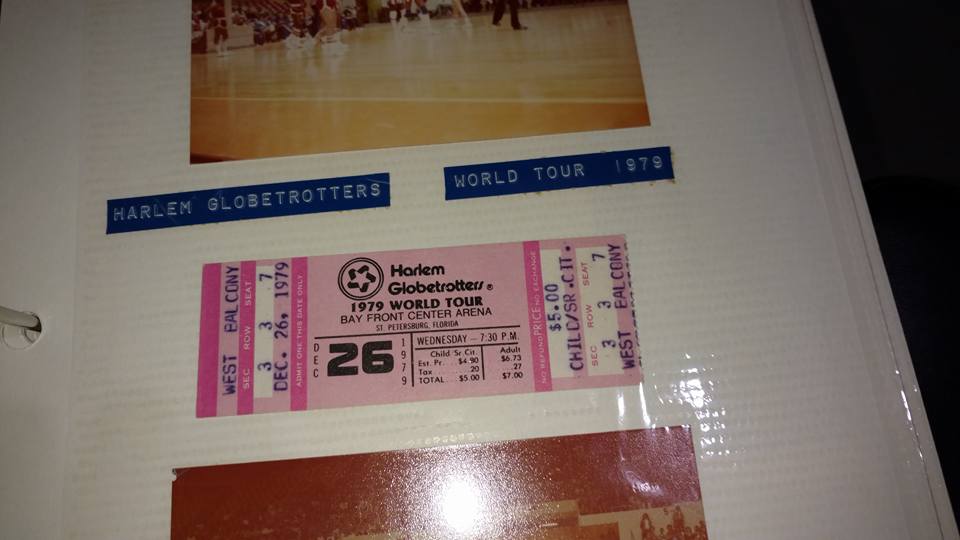 HARLEM GLOBETROTTERS
WORLD TOUR 1979
WEST BALCONY
SEC ROW SEAT
3 3 7
DEC. 26, 1979
ADMIT ONE THIS DATE ONLY
Harlem
Globetrotters ®
1979 WORLD TOUR
BAY FRONT CENTER ARENA
ST. PETERSBURG, FLORIDA
DEC 26 1979
WEDNESDAY — 7:30 P.M.
Child Sr. Cit. Adult
Est. Pr. . $4.80 $6.73
Tax . . . . .20 .27
TOTAL . . $5.00 $7.00
NO REFUND PRICE NO EXCHANGE
$5.00
CHILD/SR.CIT.
SEC ROW SEAT
3 3 7
WEST BALCONY